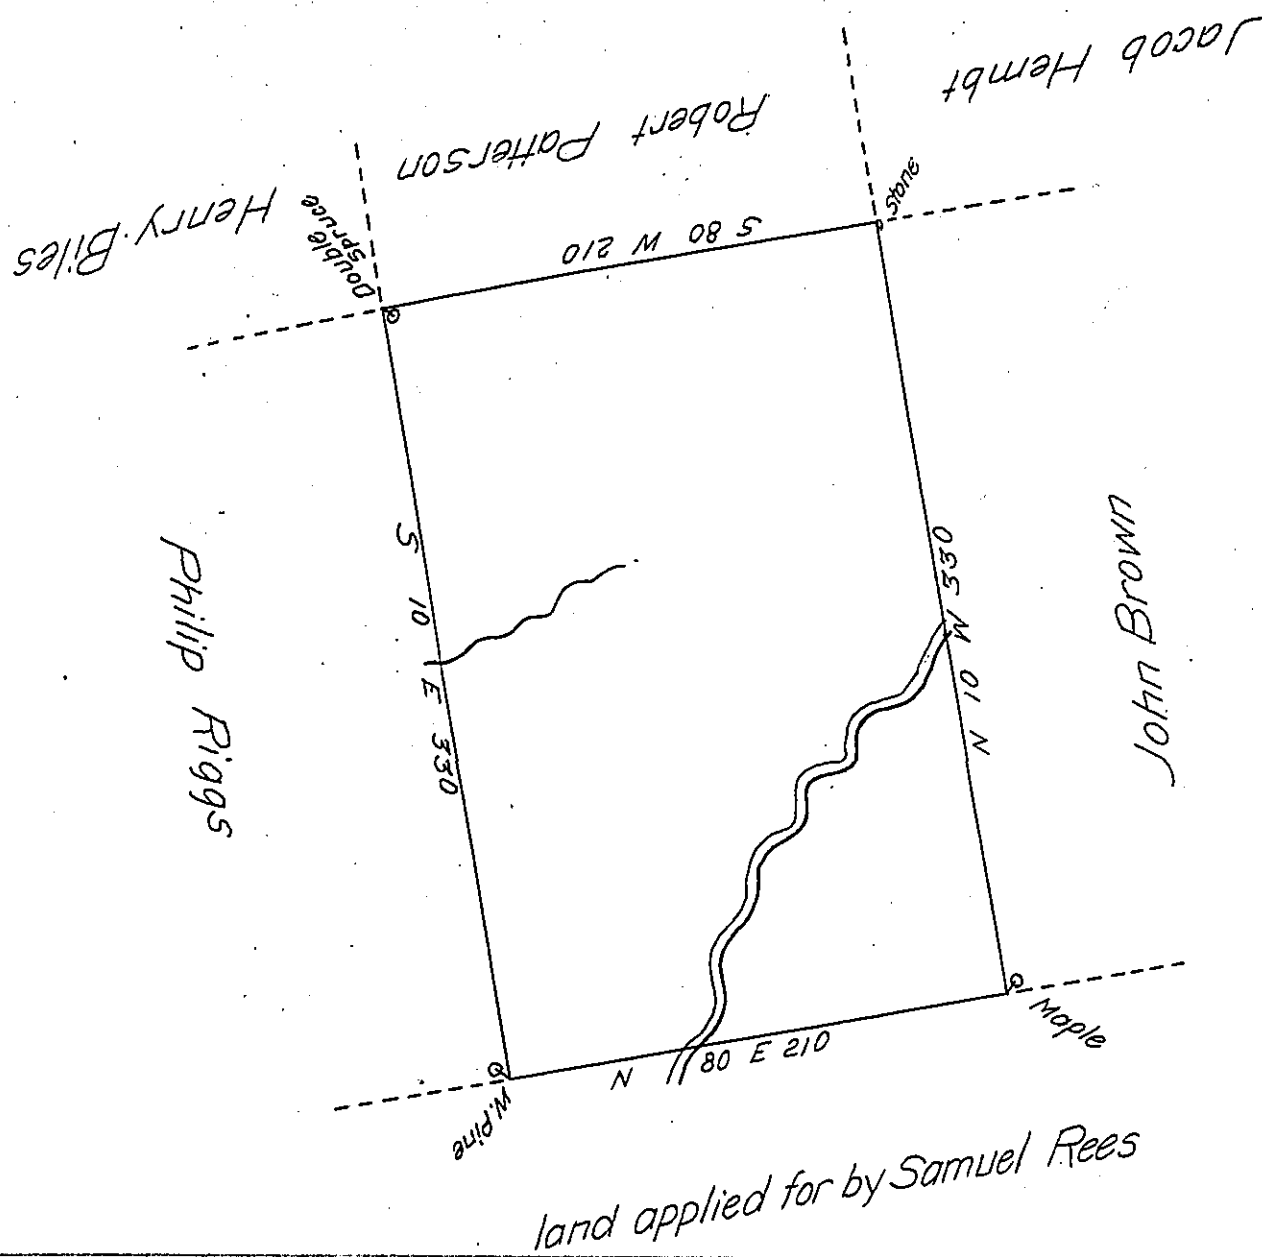 Jacob Hembt
Robert Patterson
Henry Biles
Double
Spruce
Stone
S 80 W 210
S 10 E 330
N 10 W 330
Philip Riggs
John Brown
N 80 E 210
Maple
W. Pine
land applied for by Samuel Rees